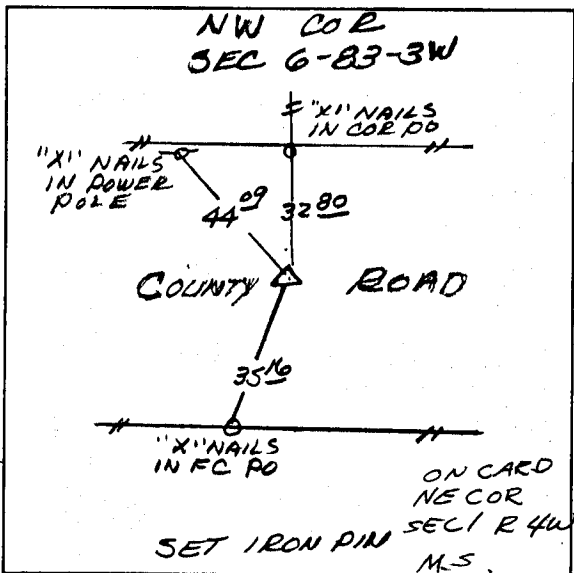 NW COR
SEC 6-83-3W
"X" NAILS
IN COR PO
"X" NAILS
IN POWER
POLE
44 09
32 80
COUNTY ROAD
35 16
"X" NAILS
IN FC PO
ON CARD
NE COR
SEC 1 R 4W
M.S.
SET IRON PIN